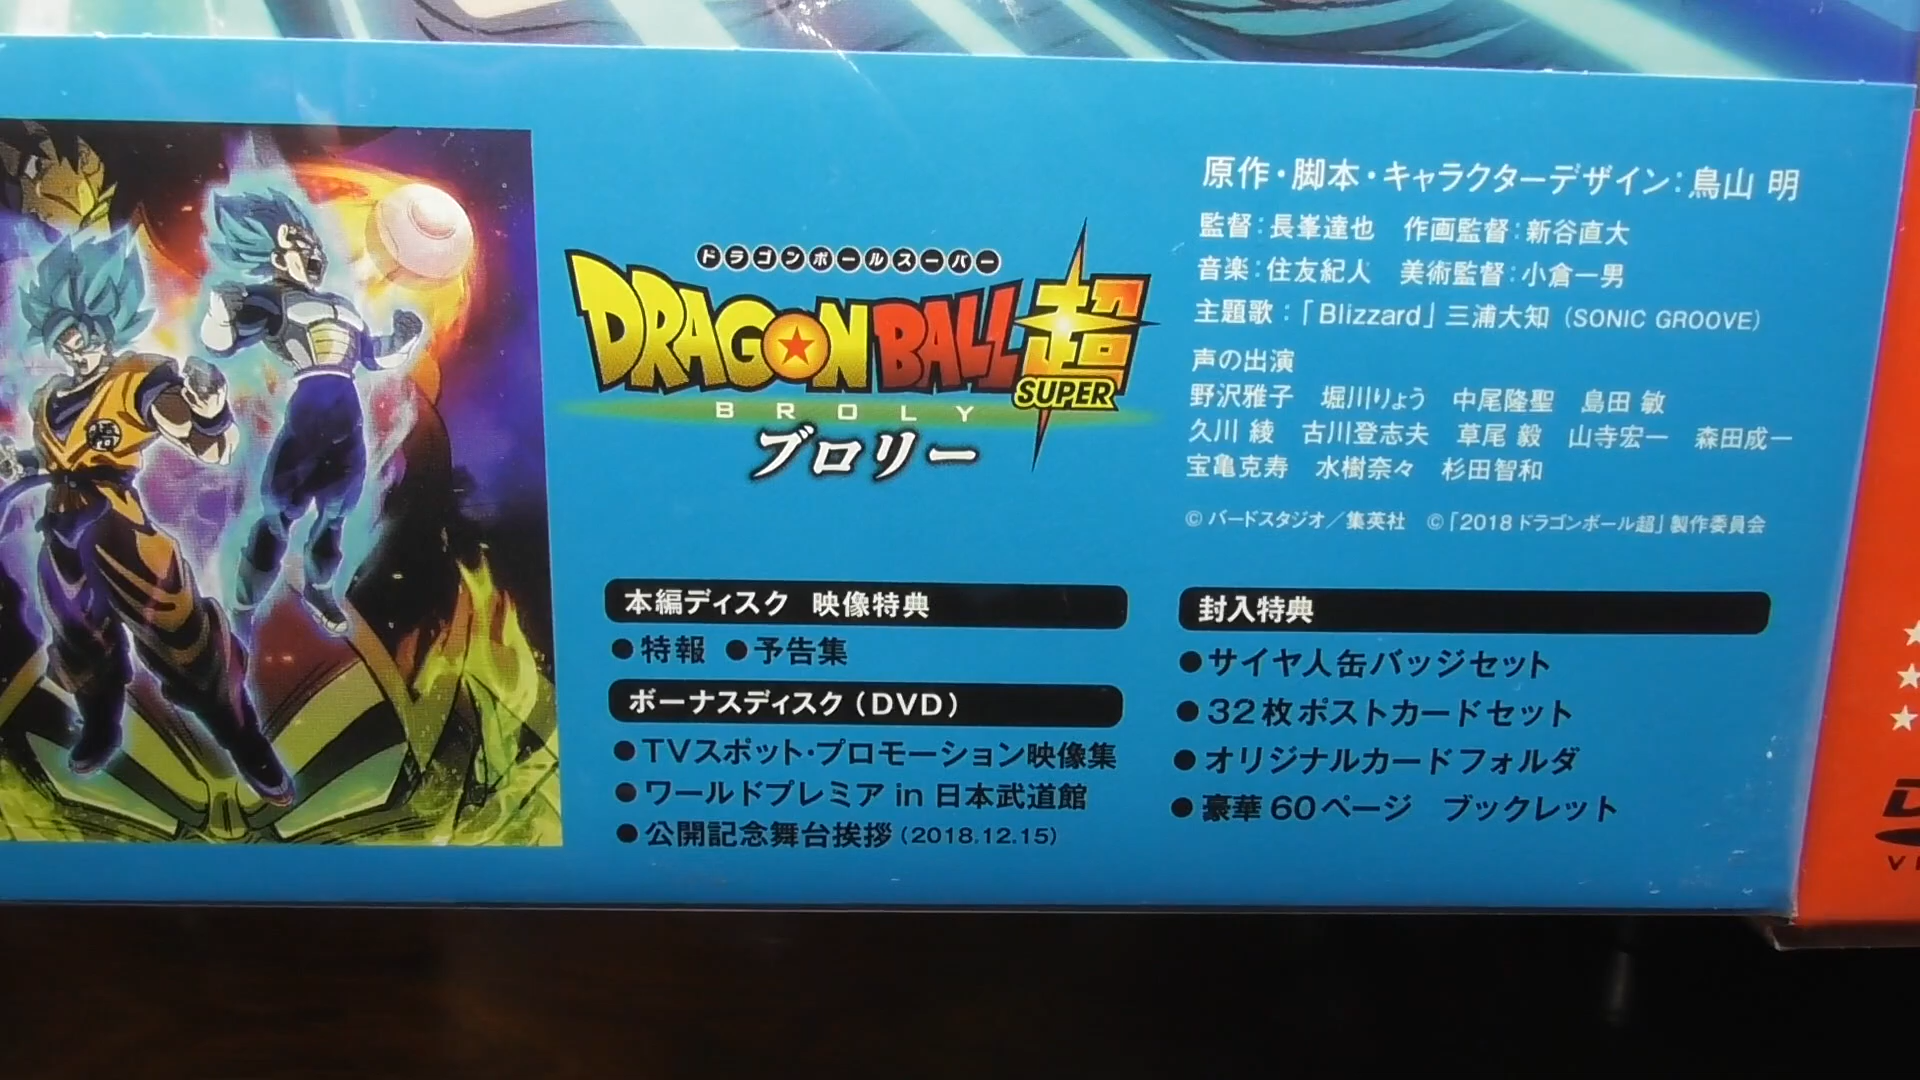 ドラゴンボールスーパー
DRAGON BALL 超
SUPER
BROLY
ブロリー
原作・脚本・キャラクターデザイン：鳥山 明
監督：長峯達也　作画監督：新谷直大
音楽：住友紀人　美術監督：小倉一男
主題歌：「Blizzard」三浦大知（SONIC GROOVE）
声の出演
野沢雅子　堀川りょう　中尾隆聖　島田 敏
久川 綾　古川登志夫　草尾 毅　山寺宏一　森田成一
宝亀克寿　水樹奈々　杉田智和
© バードスタジオ／集英社　©「2018 ドラゴンボール超」製作委員会
本編ディスク 映像特典
●特報 ●予告集
ボーナスディスク（DVD）
●TVスポット・プロモーション映像集
●ワールドプレミア in 日本武道館
●公開記念舞台挨拶（2018.12.15）
封入特典
●サイヤ人缶バッジセット
●32枚ポストカードセット
●オリジナルカードフォルダ
●豪華60ページ　ブックレット